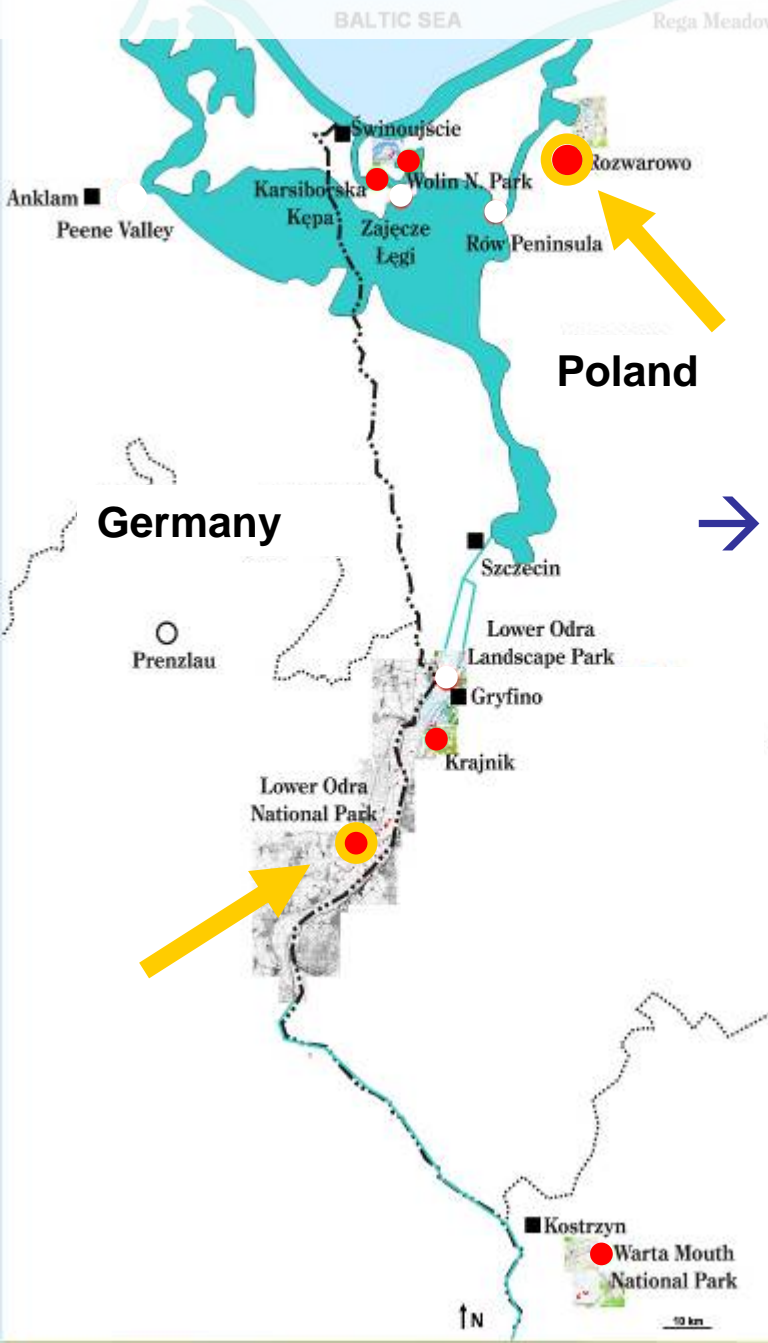 BALTIC SEA
Rega Meadow
Świnoujście
Rozwarowo
Anklam
Karsiborska
Kępa
Wolin N. Park
Peene Valley
Zajęcze
Łęgi
Rów Peninsula
Poland
Germany
→
Szczecin
Prenzlau
Lower Odra
Landscape Park
Gryfino
Krajnik
Lower Odra
National Park
Kostrzyn
Warta Mouth
National Park
↑N
10 km